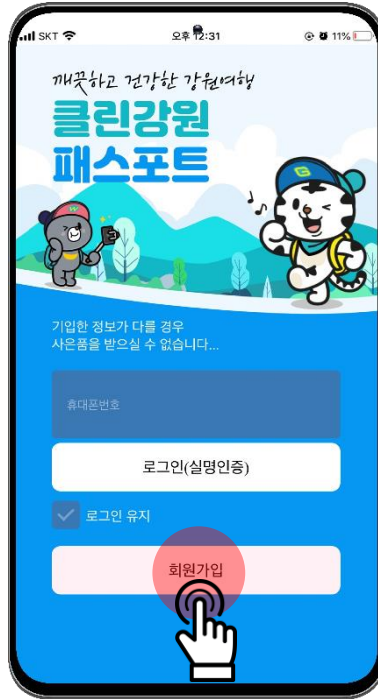 SKT 오후 12:31 11%
깨끗하고 건강한 강원여행
클린강원
패스포트
기입한 정보가 다를 경우
사은품을 받으실 수 없습니다...
휴대폰번호
로그인(실명인증)
로그인 유지
회원가입